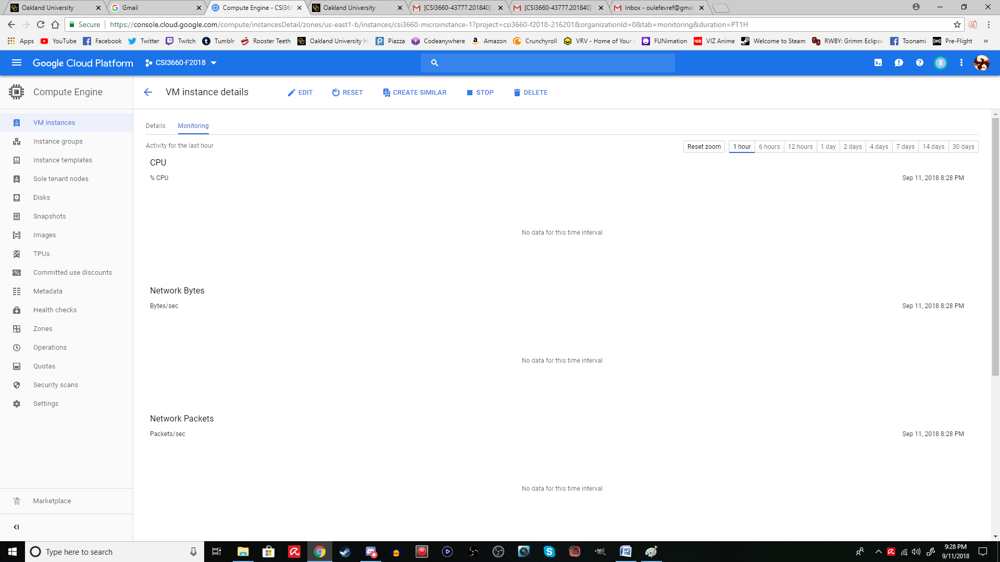 Oakland University
Gmail
Compute Engine - CSI366
Oakland University
[CSI3660-43777.201840]
[CSI3660-43777.201840]
Inbox - oulefevref@gmai
Secure
https://console.cloud.google.com/compute/instancesDetail/zones/us-east1-b/instances/csi3660-microinstance-1?project=csi3660-f2018-216201&organizationId=0&tab=monitoring&duration=PT1H
Apps
YouTube
Facebook
Twitter
Twitch
Tumblr
Rooster Teeth
Oakland University H
Piazza
Codeanywhere
Amazon
Crunchyroll
VRV - Home of Your
FUNimation
VIZ Anime
Welcome to Steam
RWBY: Grimm Eclipse
Toonami
Pre-Flight
Google Cloud Platform
CSI3660-F2018
2
Compute Engine
VM instance details
EDIT
RESET
CREATE SIMILAR
STOP
DELETE
VM instances
Instance groups
Instance templates
Sole tenant nodes
Disks
Snapshots
Images
TPUs
Committed use discounts
Metadata
Health checks
Zones
Operations
Quotas
Security scans
Settings
Marketplace
Details
Monitoring
Activity for the last hour
Reset zoom
1 hour
6 hours
12 hours
1 day
2 days
4 days
7 days
14 days
30 days
CPU
% CPU
Sep 11, 2018 8:28 PM
No data for this time interval
Network Bytes
Bytes/sec
Sep 11, 2018 8:28 PM
No data for this time interval
Network Packets
Packets/sec
Sep 11, 2018 8:28 PM
No data for this time interval
Type here to search
9:28 PM
9/11/2018